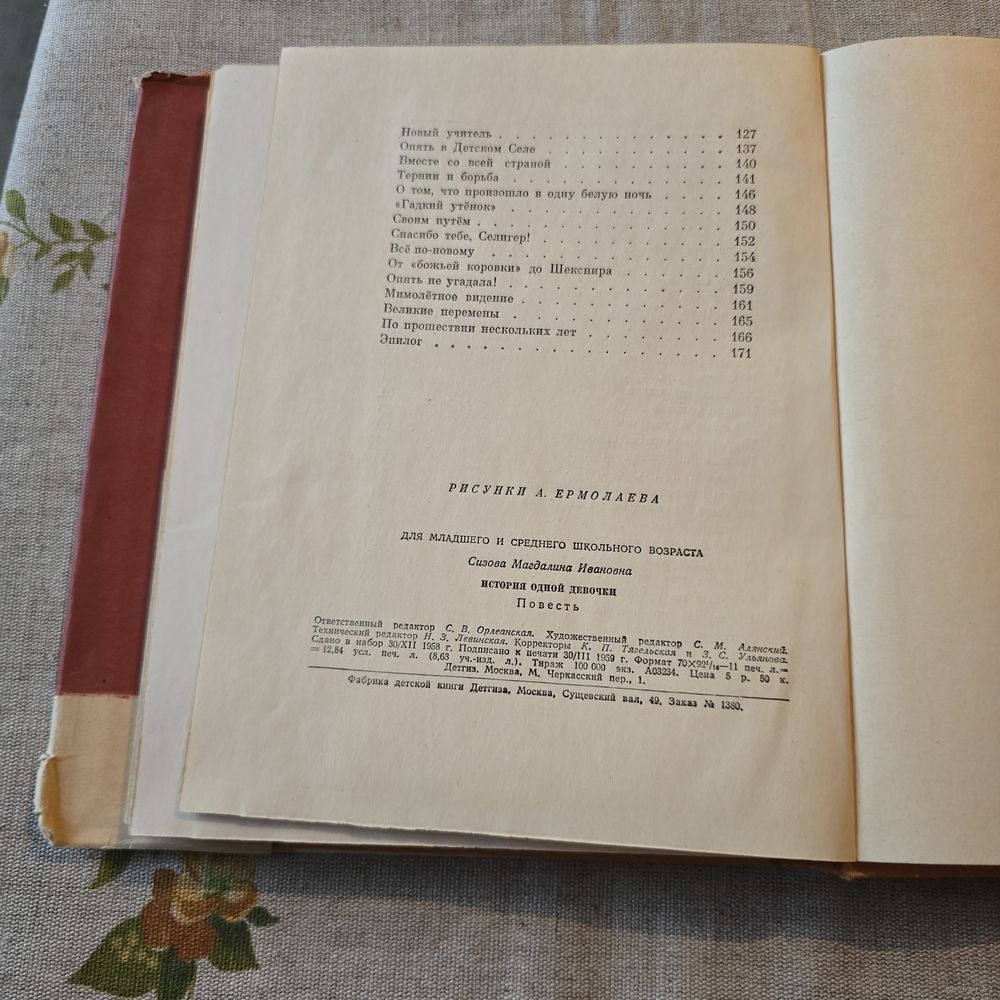 Новый учитель . . . . . . . . . . . . . . 127
Опять в Детском Селе . . . . . . . . . . . 137
Вместе со всей страной . . . . . . . . . . 140
Тернии и борьба . . . . . . . . . . . . . 141
О том, что произошло в одну белую ночь . . . . . 146
«Гадкий утёнок» . . . . . . . . . . . . . 148
Своим путём . . . . . . . . . . . . . . . 150
Спасибо тебе, Селигер! . . . . . . . . . . . 152
Всё по-новому . . . . . . . . . . . . . . 154
От «божьей коровки» до Шекспира . . . . . . . 156
Опять не угадала! . . . . . . . . . . . . . 159
Мимолётное видение . . . . . . . . . . . . 161
Великие перемены . . . . . . . . . . . . . 165
По прошествии нескольких лет . . . . . . . . 166
Эпилог . . . . . . . . . . . . . . . . . 171
РИСУНКИ А. ЕРМОЛАЕВА
ДЛЯ МЛАДШЕГО И СРЕДНЕГО ШКОЛЬНОГО ВОЗРАСТА
Сизова Магдалина Ивановна
ИСТОРИЯ ОДНОЙ ДЕВОЧКИ
Повесть
Ответственный редактор С. В. Орлеанская. Художественный редактор С. М. Алянский.
Технический редактор Н. З. Левинская. Корректоры К. П. Тягельская и З. С. Ульянова.
Сдано в набор 30/XII 1958 г. Подписано к печати 30/III 1959 г. Формат 70×92¹/₁₆—11 печ. л.=
=12,84 усл. печ. л. (8,63 уч.-изд. л.). Тираж 100 000 экз. А03234. Цена 5 р. 50 к.
Детгиз. Москва, М. Черкасский пер., 1.
Фабрика детской книги Детгиза. Москва, Сущевский вал, 49. Заказ № 1380.